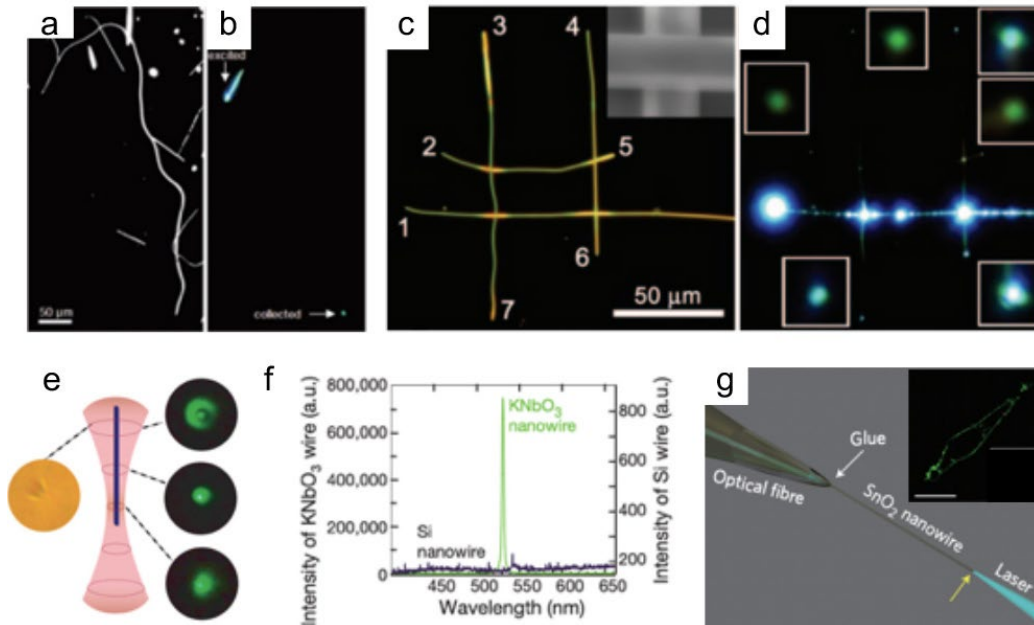 a
50 μm
b
excited
collected
c
3
4
2
5
1
6
7
50 μm
d
e
f
Intensity of KNbO3 wire (a.u.)
800,000
600,000
400,000
200,000
0
KNbO3
nanowire
Si
nanowire
450
500
550
600
650
Wavelength (nm)
800
600
400
200
Intensity of Si wire (a.u.)
g
Glue
Optical fibre
SnO2 nanowire
Laser